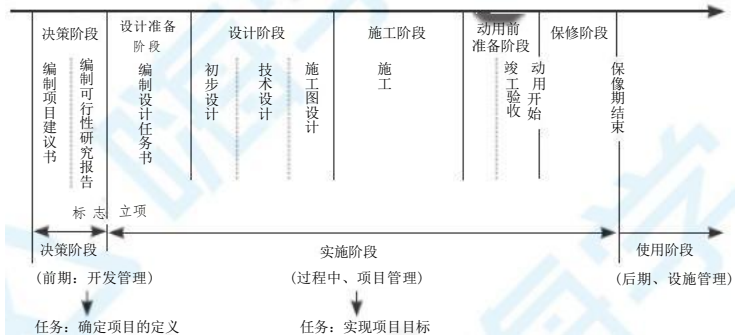 决策阶段
设计准备
阶 段
设计阶段
施工阶段
动用前
准备阶段
保修阶段
编制项目建议书
编制可行性研究报告
编制设计任务书
初步设计
技术设计
施工图设计
施工
竣工验收
动用开始
保像期结束
标 志 立项
决策阶段
实施阶段
使用阶段
(前期：开发管理)
(过程中、项目管理)
(后期、设施管理)
任务：确定项目的定义
任务：实现项目目标